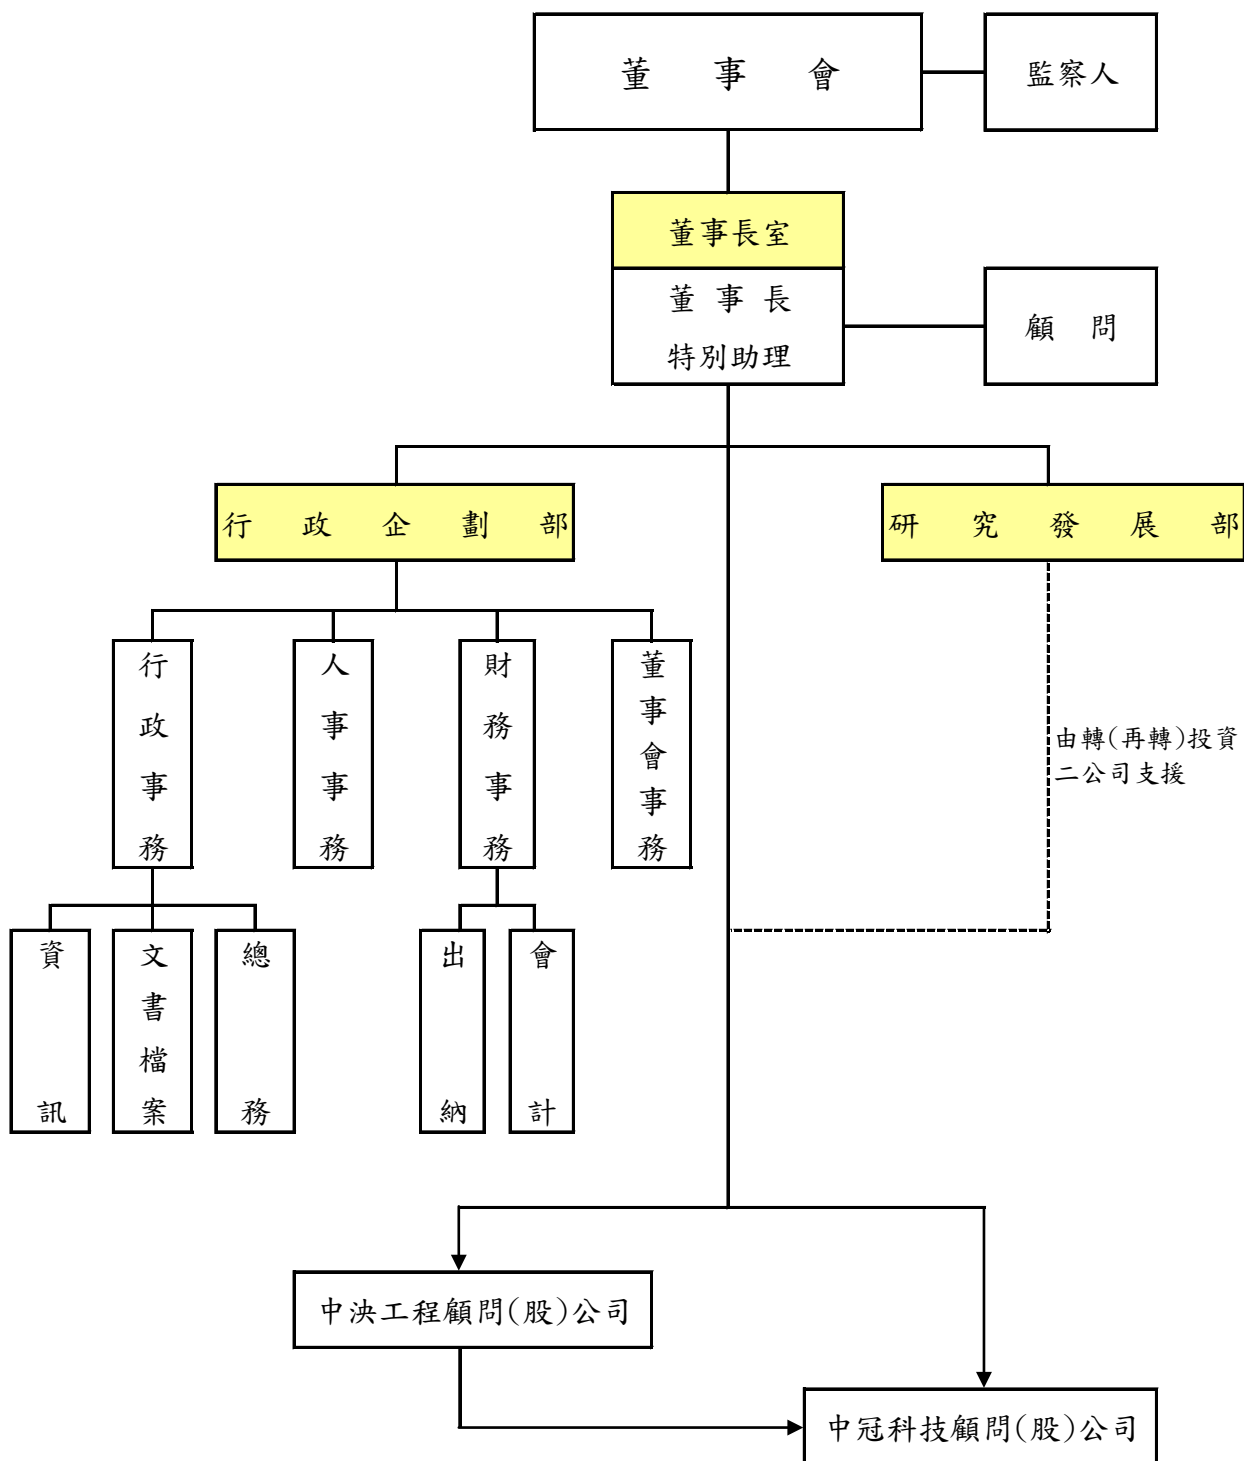 董事會
監察人
董事長室
董事長
特別助理
顧問
行政企劃部
研究發展部
行政事務
人事事務
財務事務
董事會事務
由轉(再轉)投資
二公司支援
資訊
文書檔案
總務
出納
會計
中泱工程顧問(股)公司
中冠科技顧問(股)公司